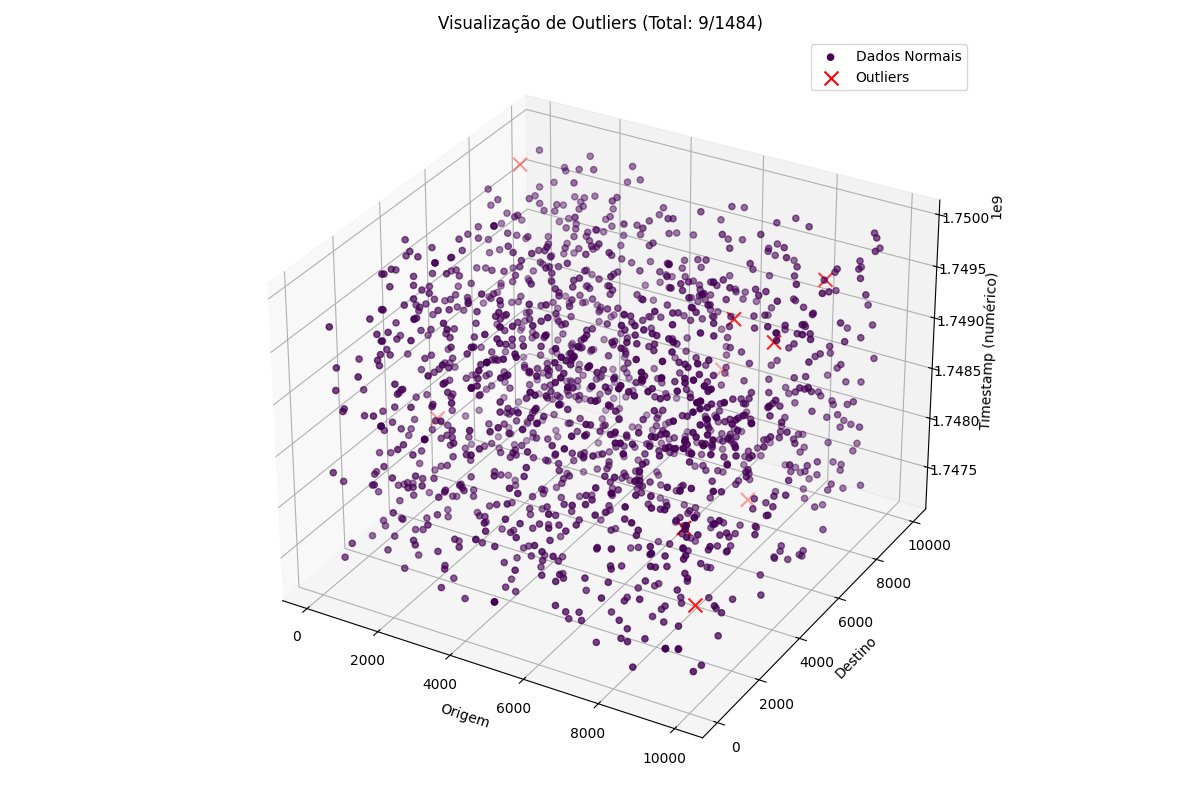 Visualização de Outliers (Total: 9/1484)
Dados Normais
Outliers
1e9
1.7500
1.7495
1.7490
1.7485
1.7480
1.7475
Timestamp (numérico)
10000
8000
6000
4000
2000
0
Destino
0
2000
4000
6000
8000
10000
Origem